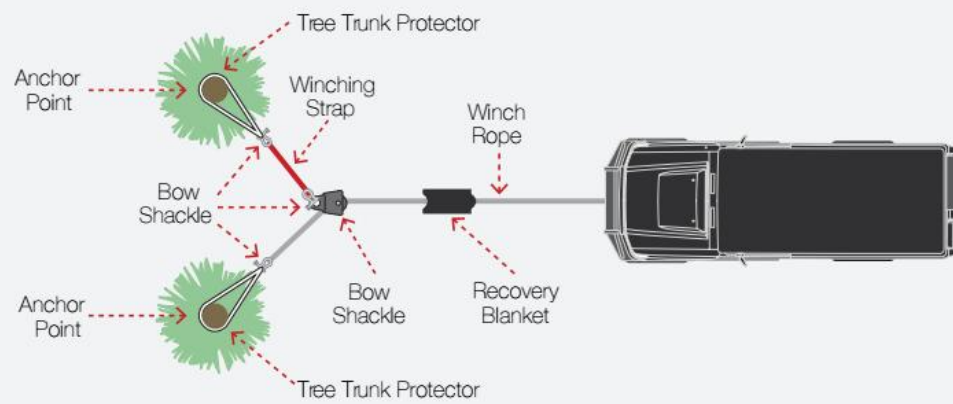 Tree Trunk Protector
Anchor
Point
Winching
Strap
Winch
Rope
Bow
Shackle
Bow
Shackle
Recovery
Blanket
Anchor
Point
Tree Trunk Protector